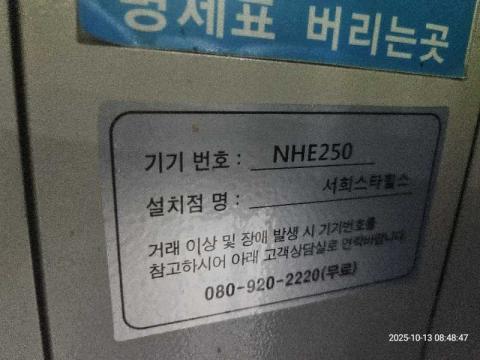 명세표 버리는곳
기기 번호 : NHE250
설치점 명 : 서희스타힐스
거래 이상 및 장애 발생 시 기기번호를
참고하시어 아래 고객상담실로 연락바랍니다.
080-920-2220(무료)
2025-10-13 08:48:47